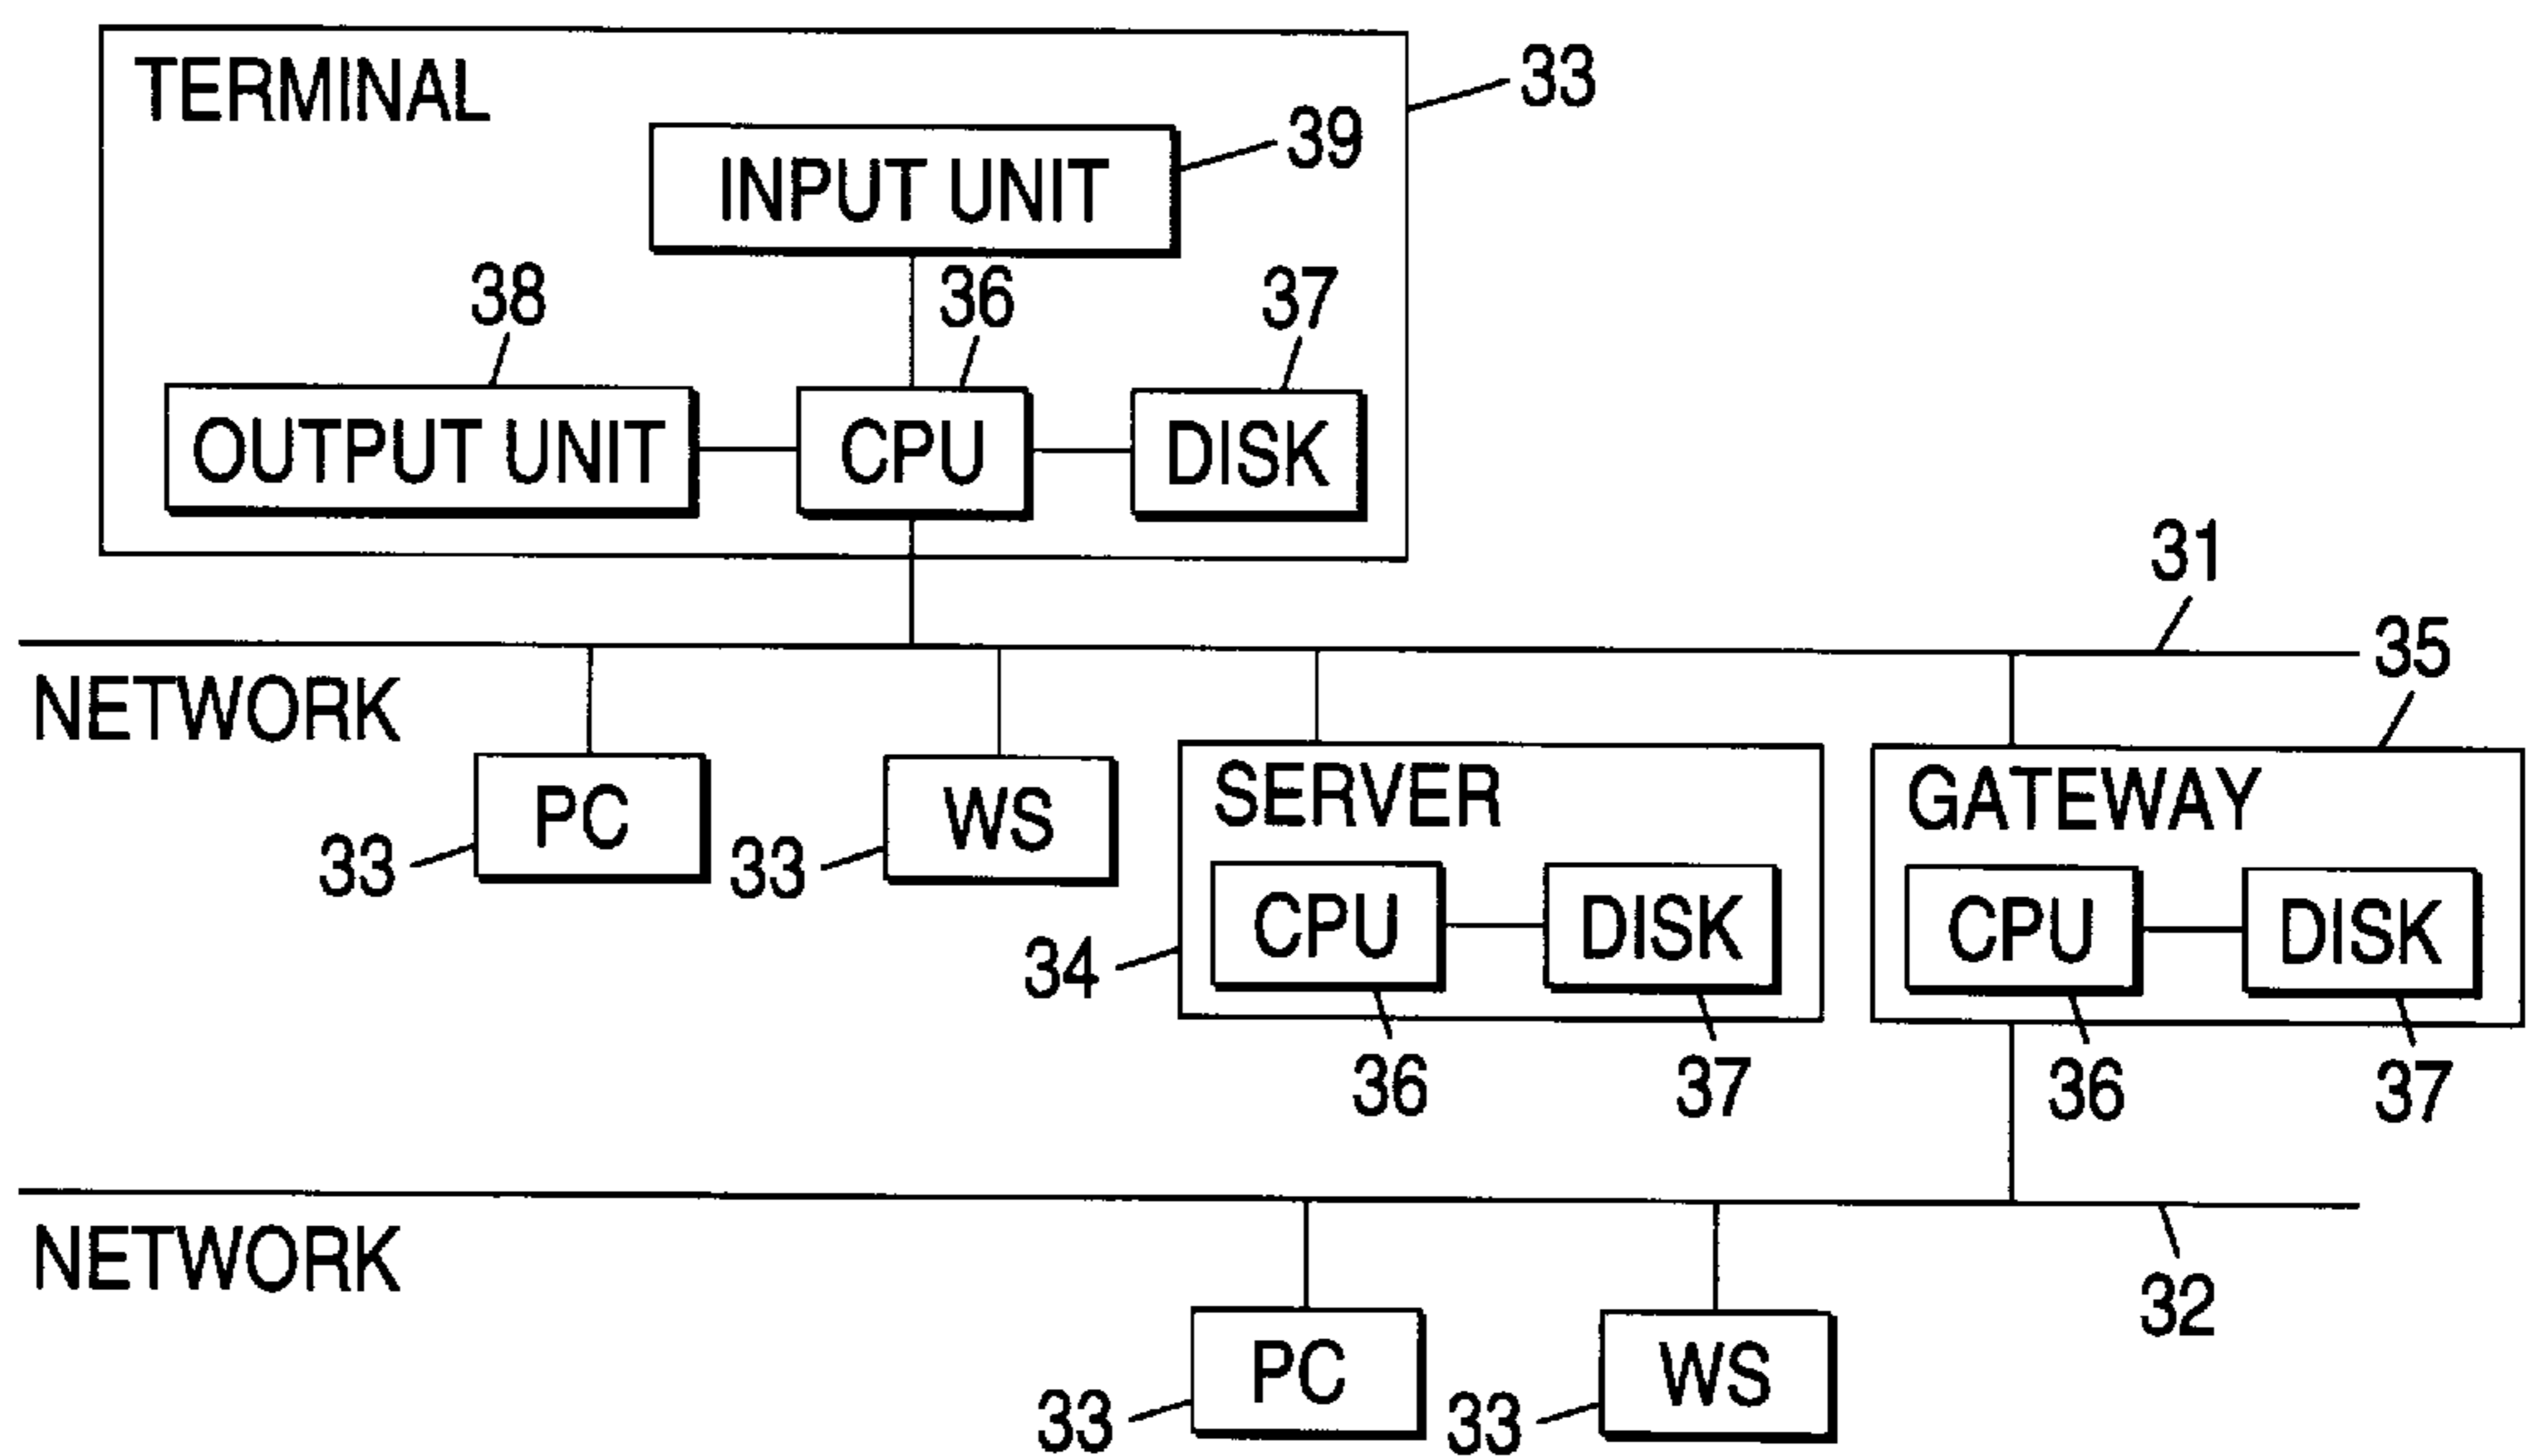 TERMINAL
33
INPUT UNIT
39
38
36
37
OUTPUT UNIT
CPU
DISK
31
35
NETWORK
PC
33
WS
33
SERVER
CPU
DISK
34
36
37
GATEWAY
CPU
DISK
36
37
NETWORK
32
PC
33
WS
33